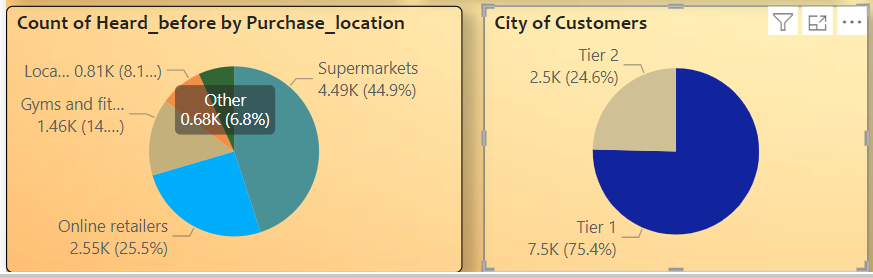 Count of Heard_before by Purchase_location
Loca... 0.81K (8.1...)
Gyms and fit...
1.46K (14....)
Other
0.68K (6.8%)
Supermarkets
4.49K (44.9%)
Online retailers
2.55K (25.5%)
City of Customers
Tier 2
2.5K (24.6%)
Tier 1
7.5K (75.4%)